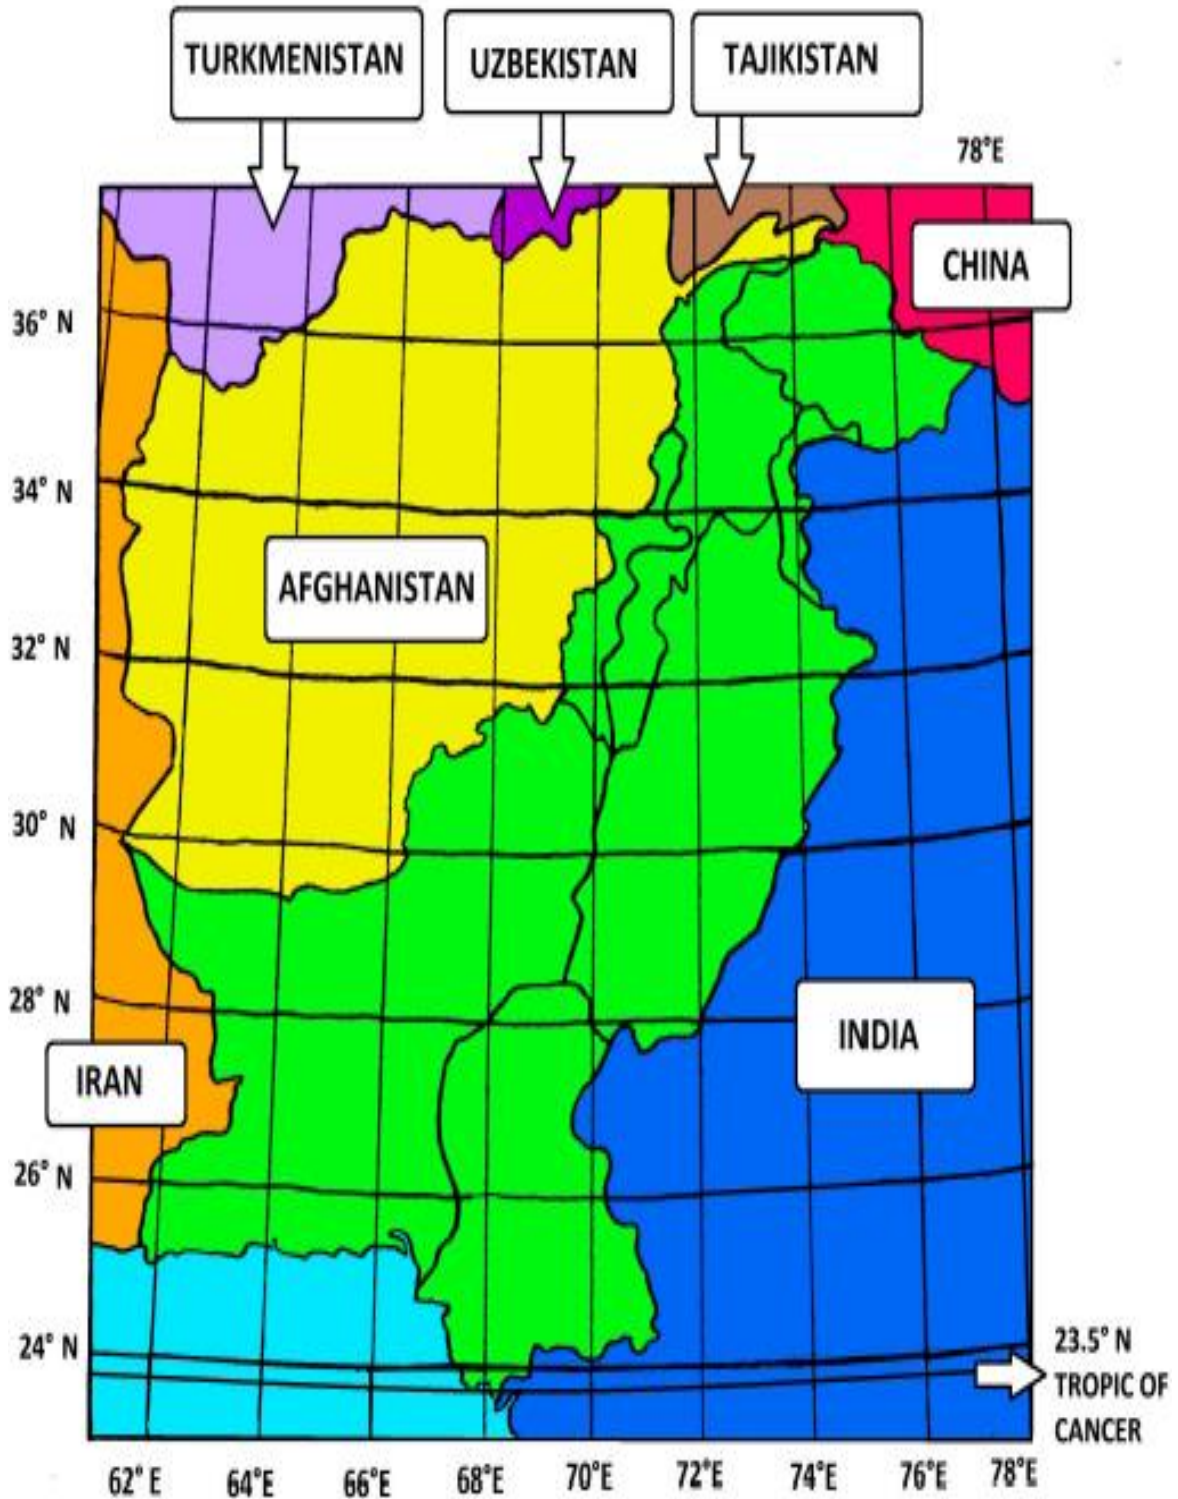 TURKMENISTAN
UZBEKISTAN
TAJIKISTAN
78°E
CHINA
36° N
34° N
AFGHANISTAN
32° N
30° N
28° N
INDIA
IRAN
26° N
24° N
23.5° N
TROPIC OF
CANCER
62°E 64°E 66°E 68°E 70°E 72°E 74°E 76°E 78°E